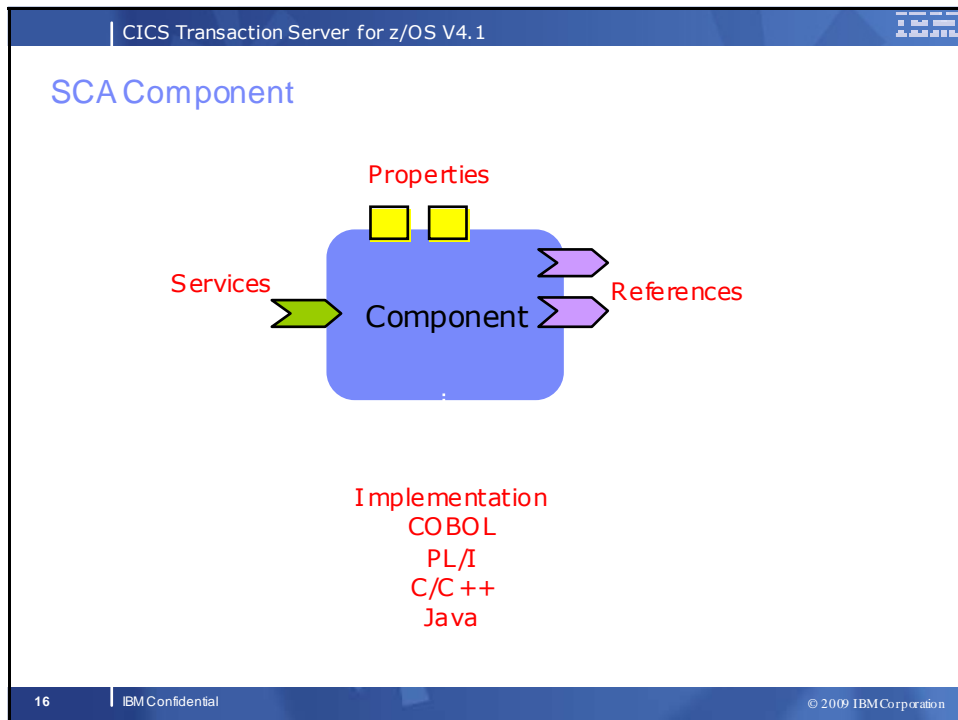 CICS Transaction Server for z/OS V4.1
IBM
SCA Component
Properties
Services
References
Component
Implementation
COBOL
PL/I
C/C++
Java
16
IBM Confidential
© 2009 IBM Corporation